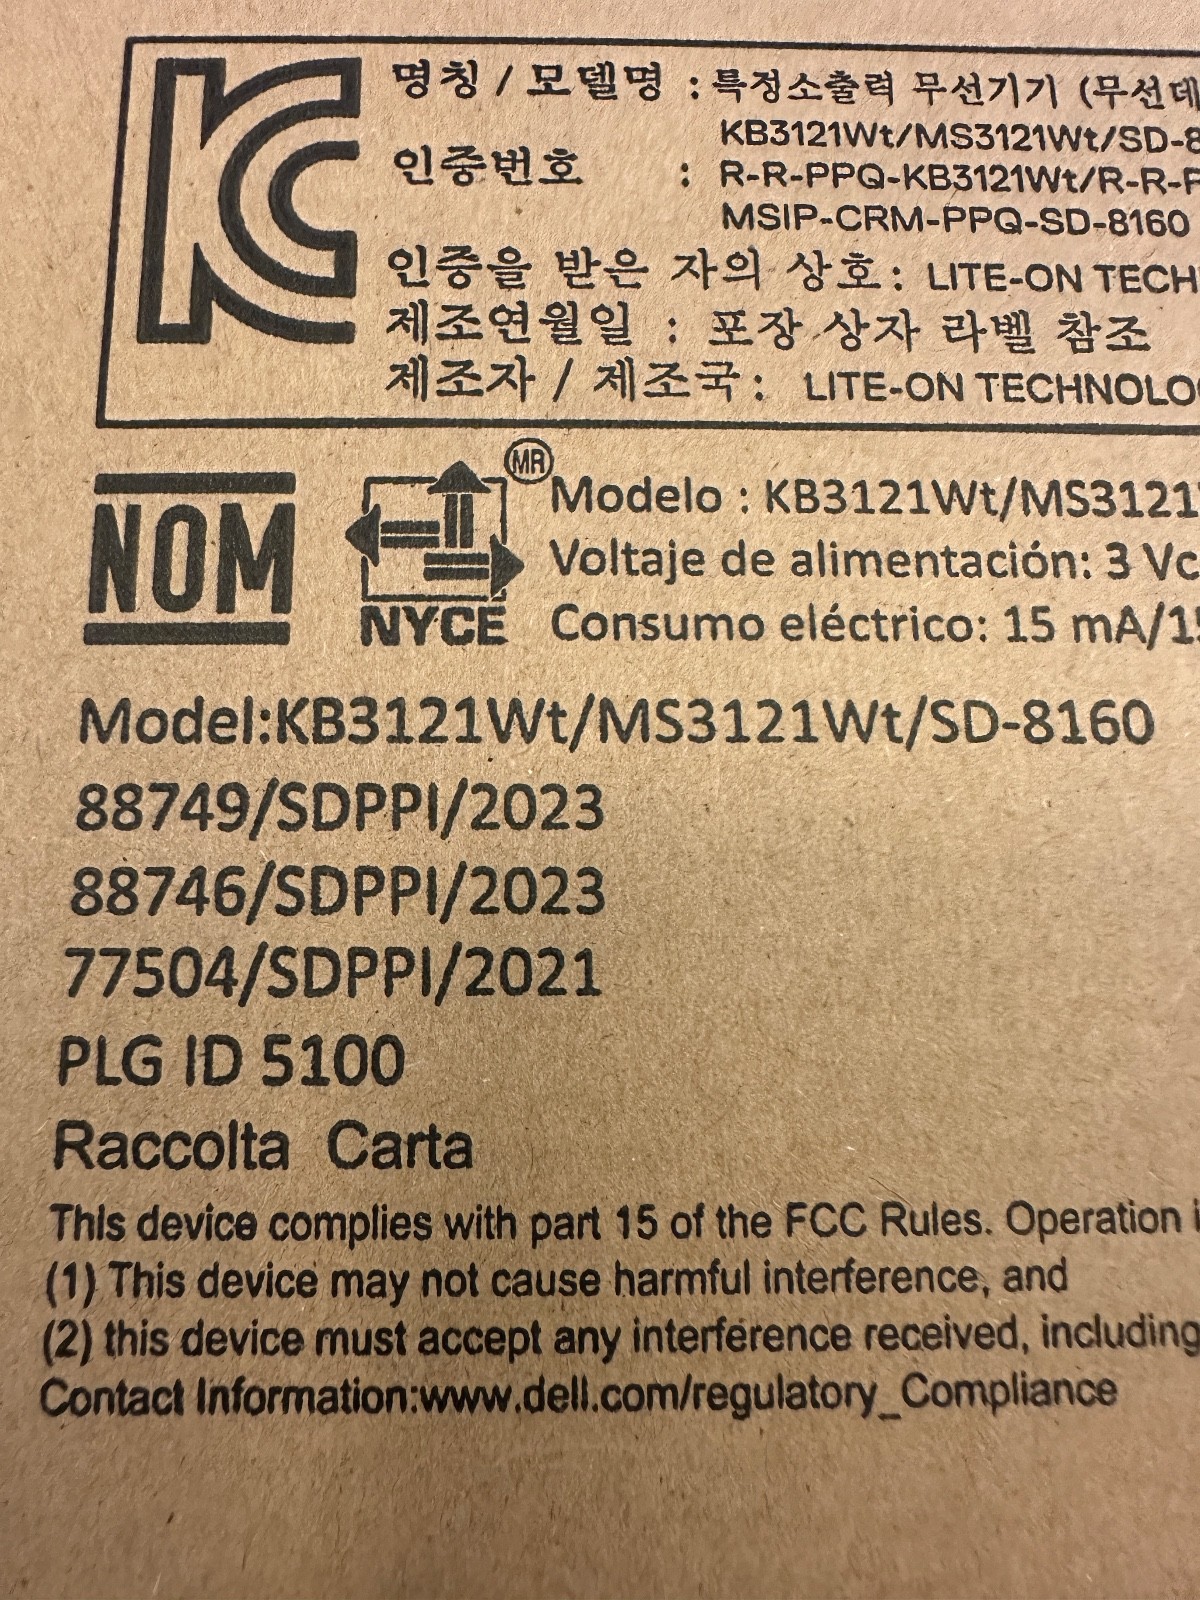 명칭 / 모델명 : 특정소출력 무선기기 (무선데
KB3121Wt/MS3121Wt/SD-8
인증번호 : R-R-PPQ-KB3121Wt/R-R-P
MSIP-CRM-PPQ-SD-8160
인증을 받은 자의 상호 : LITE-ON TECH
제조연월일 : 포장 상자 라벨 참조
제조자 / 제조국 : LITE-ON TECHNOLO
NOM
NYCE
MR
Modelo : KB3121Wt/MS3121
Voltaje de alimentación: 3 Vc
Consumo eléctrico: 15 mA/15
Model:KB3121Wt/MS3121Wt/SD-8160
88749/SDPPI/2023
88746/SDPPI/2023
77504/SDPPI/2021
PLG ID 5100
Raccolta Carta
This device complies with part 15 of the FCC Rules. Operation i
(1) This device may not cause harmful interference, and
(2) this device must accept any interference received, including
Contact Information:www.dell.com/regulatory_Compliance